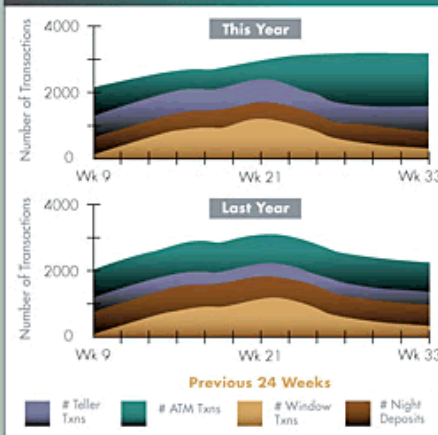 This Year
Number of Transactions
4000
2000
0
Wk 9
Wk 21
Wk 33
Last Year
Number of Transactions
4000
2000
0
Wk 9
Wk 21
Wk 33
Previous 24 Weeks
# Teller
Txns
# ATM Txns
# Window
Txns
# Night
Deposits